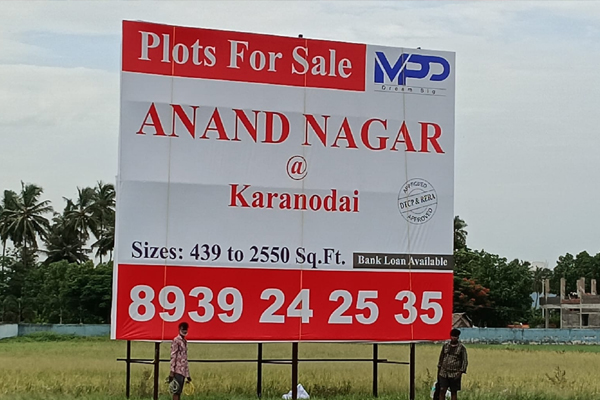 Plots For Sale
MPD
Dream Big
ANAND NAGAR
@
Karanodai
APPROVED
DTCP & RERA
APPROVED
Sizes: 439 to 2550 Sq.Ft.
Bank Loan Available
8939 24 25 35